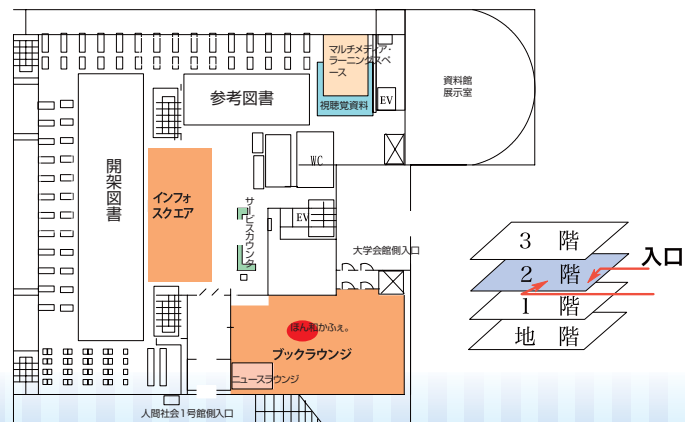 マルチメディア・
ラーニングスペ
ース
視聴覚資料
参考図書
EV
資料館
展示室
開架図書
インフォ
スクエア
サービスカウンタ
WC
EV
大学会館側入口
ほん和かふぇ。
ブックラウンジ
ニュースラウンジ
人間社会1号館側入口
3 階
2 階
1 階
地 階
入口